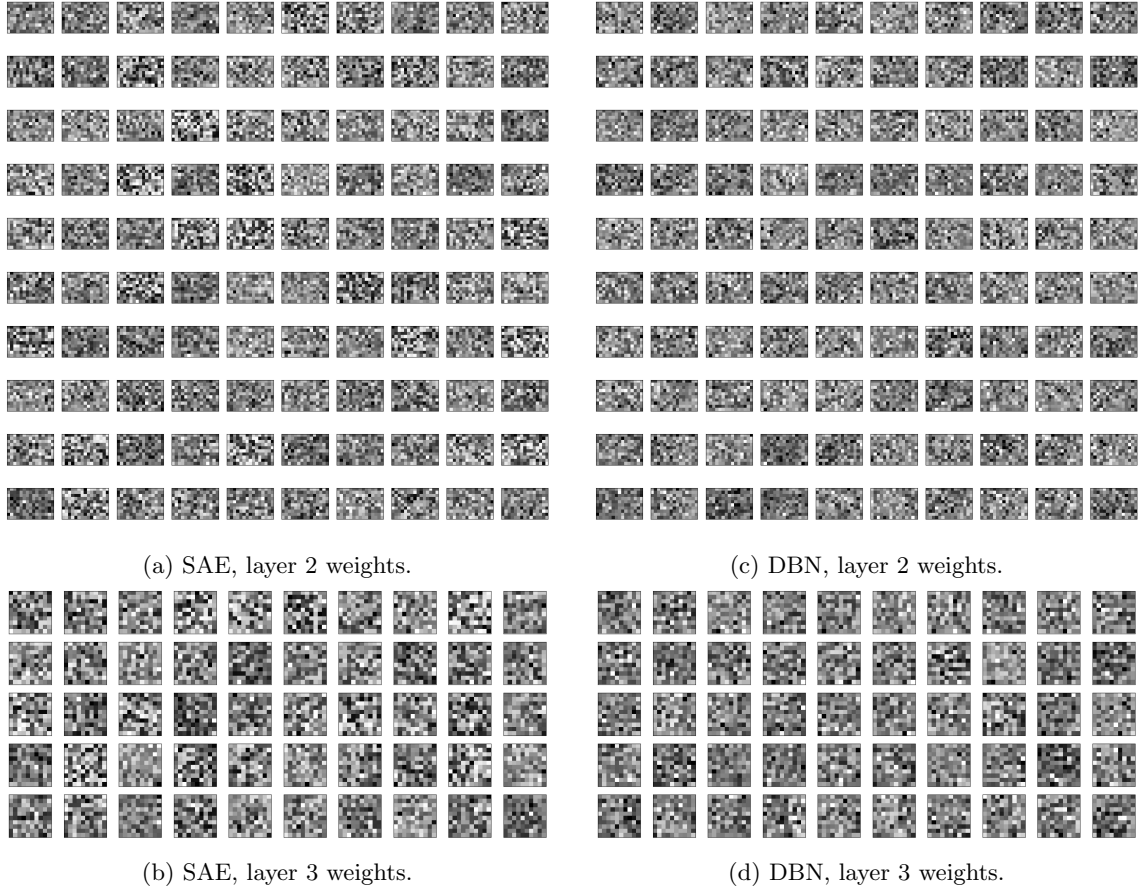 (a) SAE, layer 2 weights.
(c) DBN, layer 2 weights.
(b) SAE, layer 3 weights.
(d) DBN, layer 3 weights.